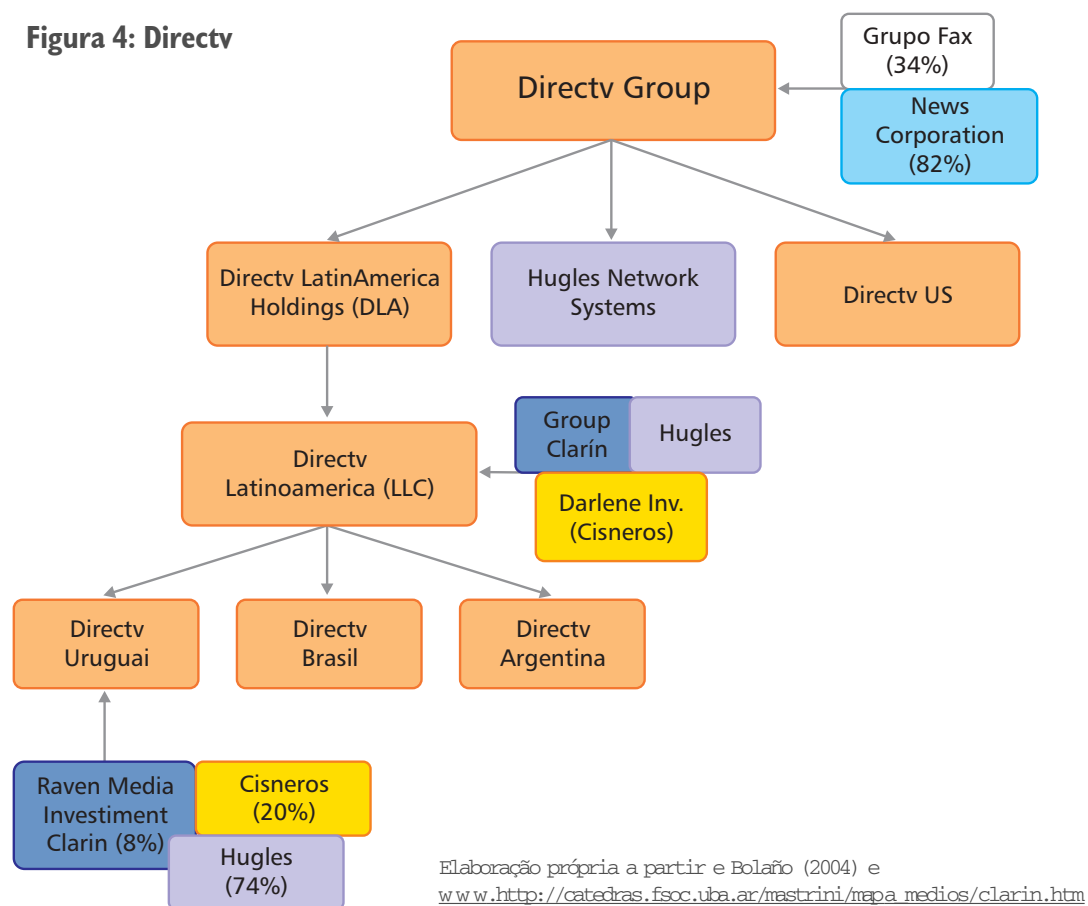 Figura 4: Directv
Grupo Fax
(34%)
Directv Group
News
Corporation
(82%)
Directv LatinAmerica
Holdings (DLA)
Hugles Network
Systems
Directv US
Group
Clarín
Hugles
Directv
Latinoamerica (LLC)
Darlene Inv.
(Cisneros)
Directv
Uruguai
Directv
Brasil
Directv
Argentina
Raven Media
Investiment
Clarin (8%)
Cisneros
(20%)
Hugles
(74%)
Elaboração própria a partir e Bolaño (2004) e
www.http://catedras.fsoc.uba.ar/mastrini/mapa_medios/clarin.htm